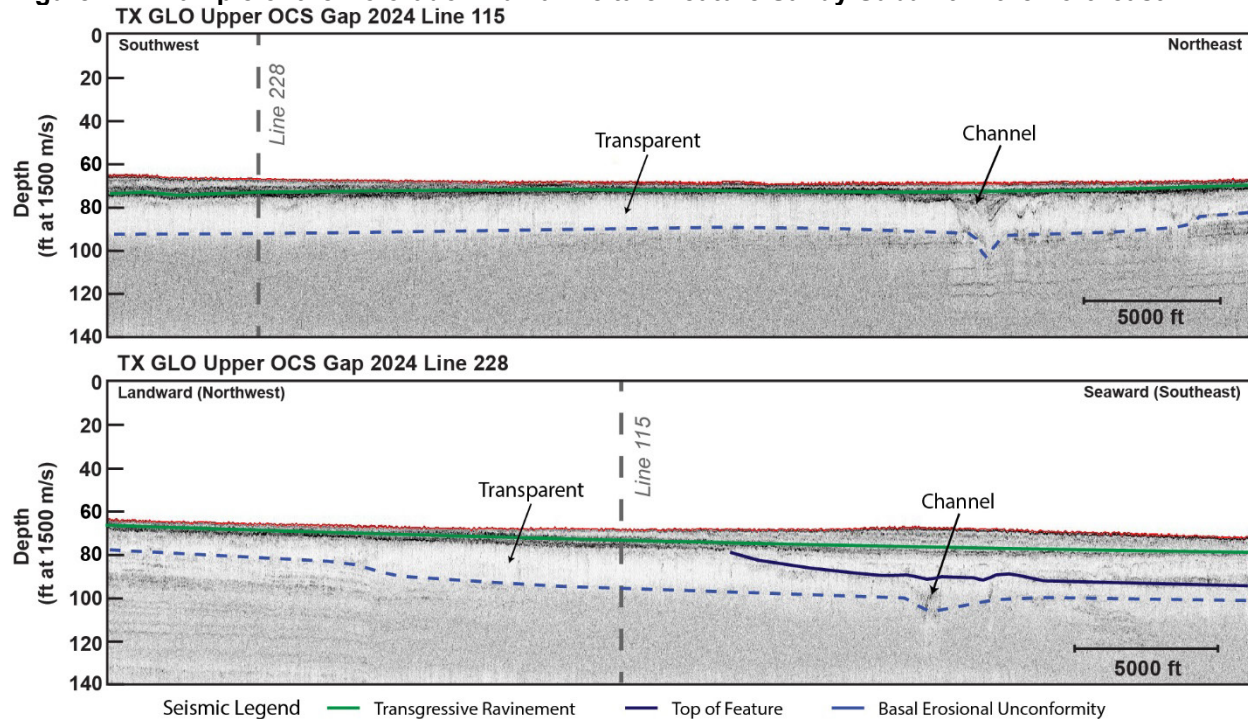 TX GLO Upper OCS Gap 2024 Line 115
Southwest
Northeast
Line 228
Transparent
Channel
Depth
(ft at 1500 m/s)
0
20
40
60
80
100
120
140
5000 ft
TX GLO Upper OCS Gap 2024 Line 228
Landward (Northwest)
Seaward (Southeast)
Line 115
Transparent
Channel
Depth
(ft at 1500 m/s)
0
20
40
60
80
100
120
140
5000 ft
Seismic Legend
Transgressive Ravinement
Top of Feature
Basal Erosional Unconformity